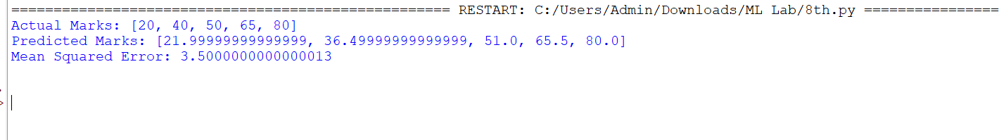 ==================================================== RESTART: C:/Users/Admin/Downloads/ML Lab/8th.py ================
Actual Marks: [20, 40, 50, 65, 80]
Predicted Marks: [21.99999999999999, 36.49999999999999, 51.0, 65.5, 80.0]
Mean Squared Error: 3.5000000000000013
>